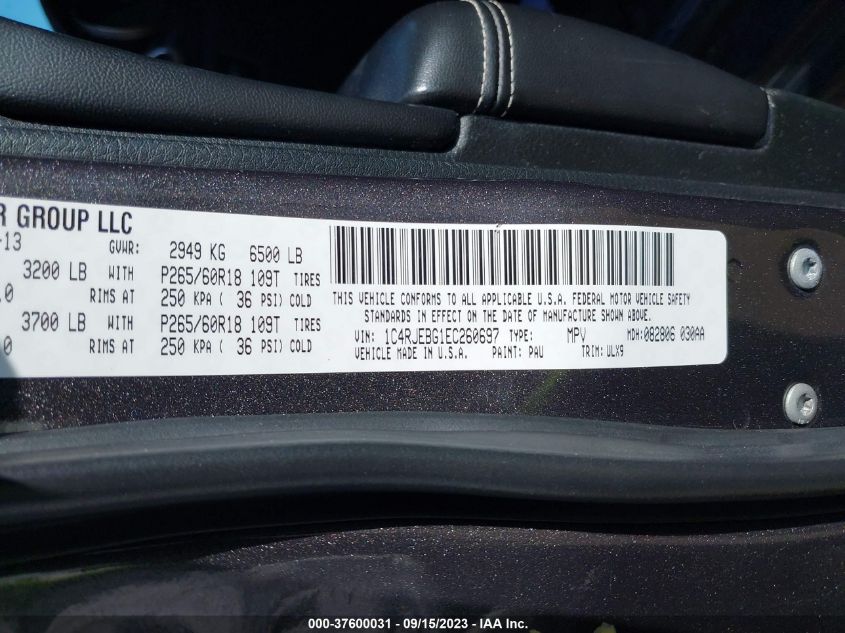 R GROUP LLC
-13 GVWR: 2949 KG 6500 LB
3200 LB WITH P265/60R18 109T TIRES
.0 RIMS AT 250 KPA ( 36 PSI) COLD
3700 LB WITH P265/60R18 109T TIRES
0 RIMS AT 250 KPA ( 36 PSI) COLD
THIS VEHICLE CONFORMS TO ALL APPLICABLE U.S.A. FEDERAL MOTOR VEHICLE SAFETY
STANDARDS IN EFFECT ON THE DATE OF MANUFACTURE SHOWN ABOVE.
VIN: 1C4RJEBG1EC260697 TYPE: MPV MDH:082806 030AA
VEHICLE MADE IN U.S.A. PAINT: PAU TRIM: ULX9
000-37600031 - 09/15/2023 - IAA Inc.